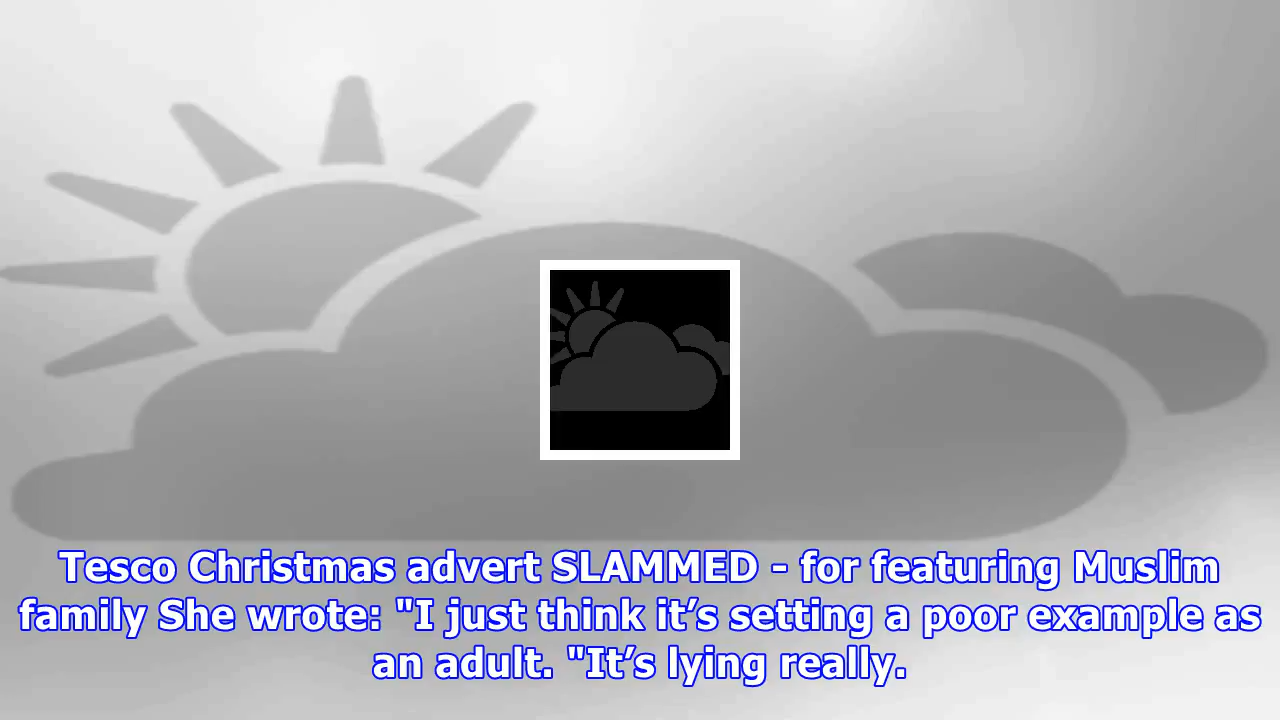 Tesco Christmas advert SLAMMED - for featuring Muslim
family She wrote: "I just think it’s setting a poor example as
an adult. "It’s lying really.